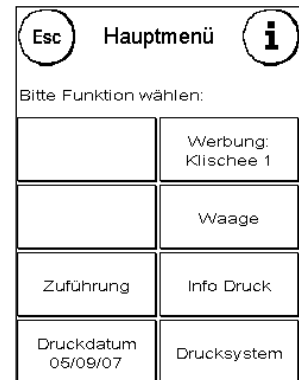 Esc Hauptmenü i
Bitte Funktion wählen:
Werbung:
Klischee 1
Waage
Zuführung Info Druck
Druckdatum
05/09/07
Drucksystem